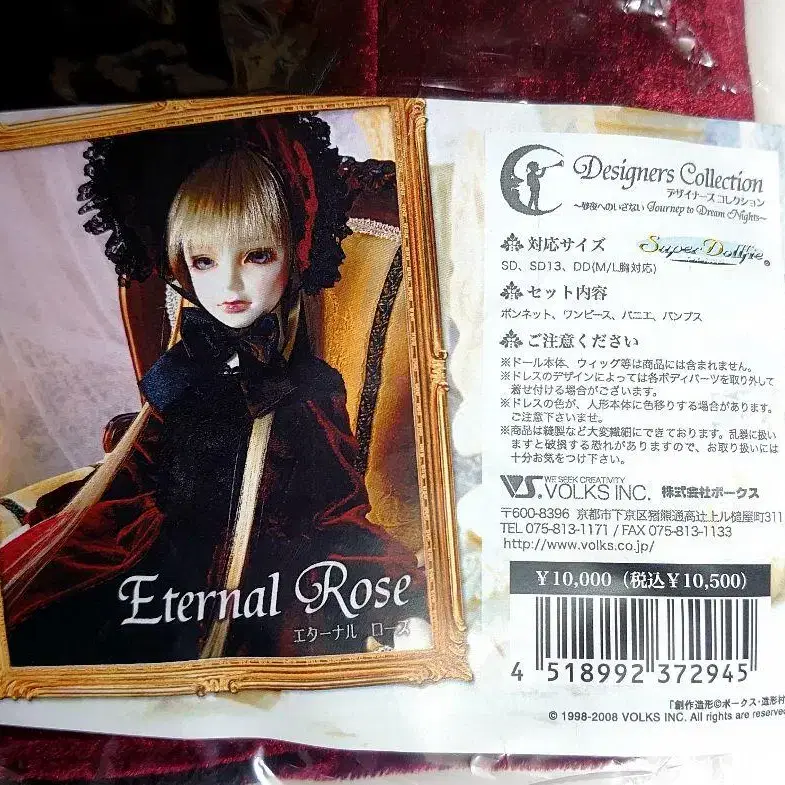 Eternal Rose
エターナル ローズ
Designers Collection
デザイナーズ コレクション
〜砂夜へのいざない Journey to Dream Nights〜
対応サイズ
Super Dollfie®
SD、SD13、DD(M/L胸対応)
セット内容
ボンネット、ワンピース、パニエ、パンプス
ご注意ください
※ドール本体、ウィッグ等は商品には含まれません。
※ドレスのデザインによっては各ボディパーツを取り外して
着せ付ける場合がございます。
※ドレスの色が、人形本体に色移りする場合があります。
ご注意下さいませ。
※商品は縫製など大変繊細にできております。乱暴に扱い
ますと破損する恐れがありますので、お取り扱いには
十分お気をつけ下さい。
WE SEEK CREATIVITY
VS. VOLKS INC. 株式会社ボークス
〒600-8396 京都市下京区猪熊通高辻上ル槌屋町311
TEL 075-813-1171 / FAX 075-813-1133
http://www.volks.co.jp/
¥10,000(税込¥10,500)
4 518992 372945
「創作造形©ボークス・造形村
© 1998-2008 VOLKS INC. All rights are reserve